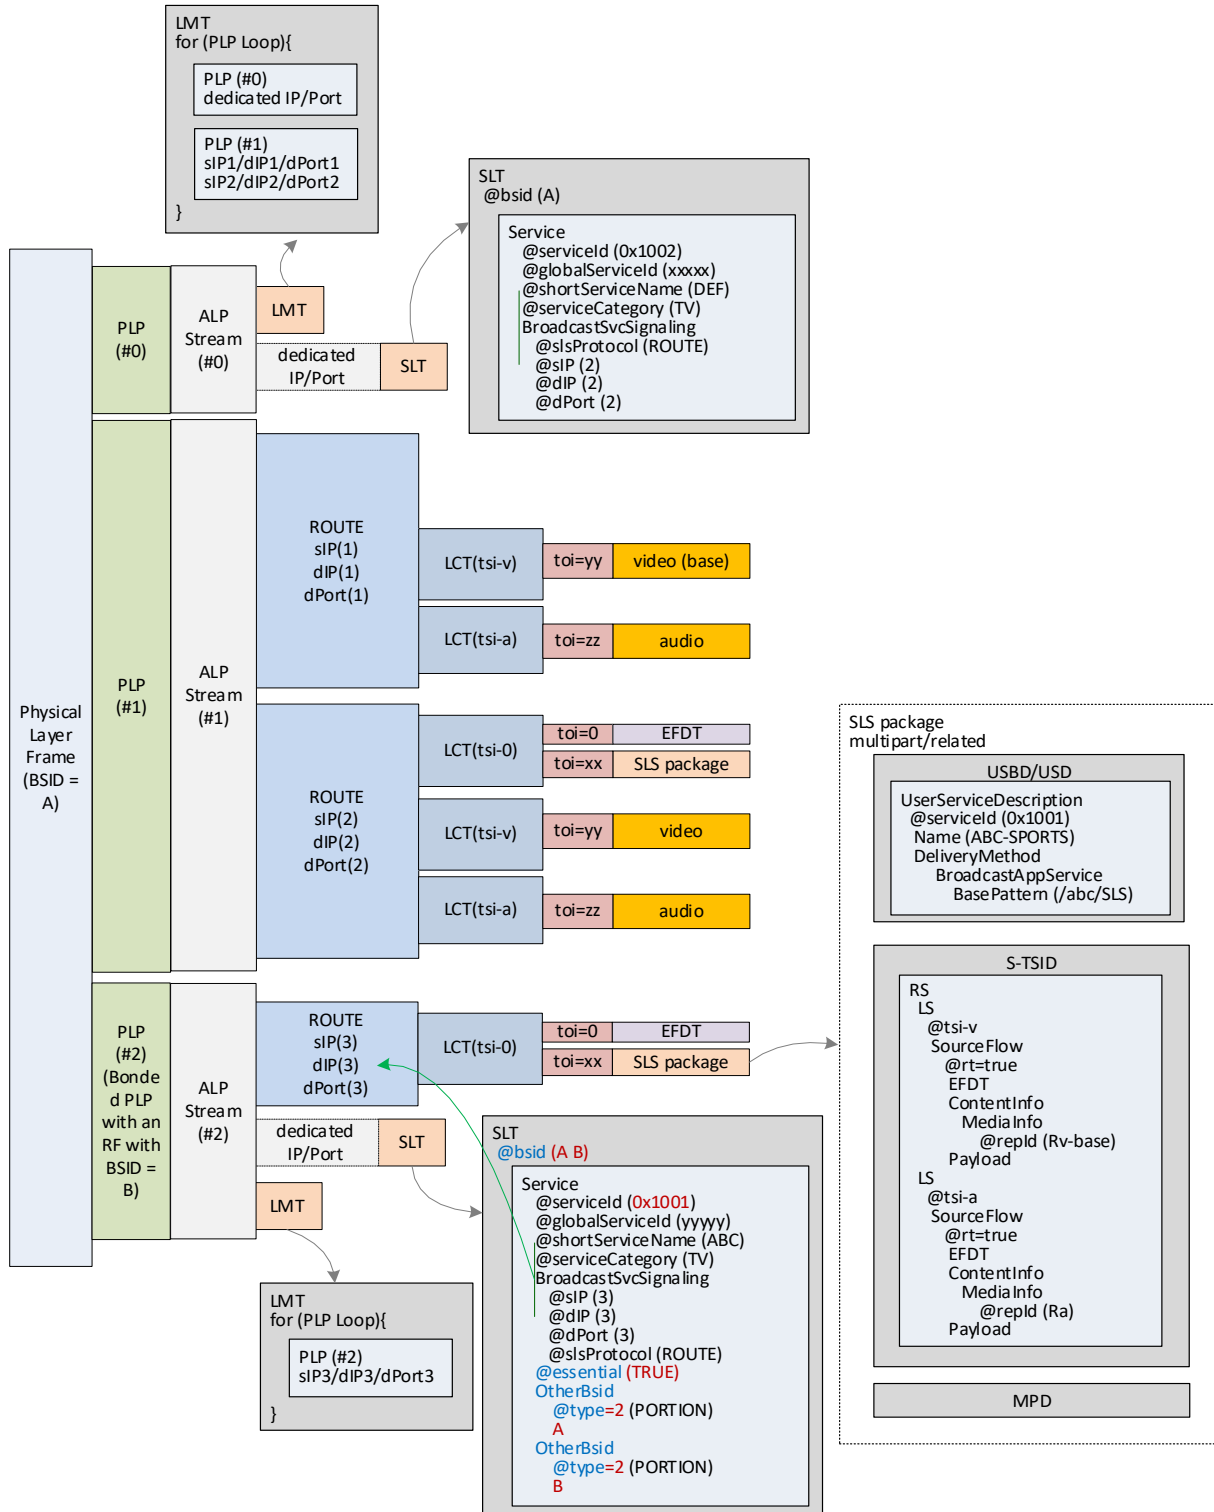 LMT
for (PLP Loop){
PLP (#0)
dedicated IP/Port
PLP (#1)
sIP1/dIP1/dPort1
sIP2/dIP2/dPort2
}
SLT
@bsid (A)
Service
@serviceId (0x1002)
@globalServiceId (xxxxx)
@shortServiceName (DEF)
@serviceCategory (TV)
BroadcastSvcSignaling
@slsProtocol (ROUTE)
@sIP (2)
@dIP (2)
@dPort (2)
Physical
Layer
Frame
(BSID =
A)
PLP
(#0)
ALP
Stream
(#0)
LMT
dedicated
IP/Port
SLT
PLP
(#1)
ALP
Stream
(#1)
ROUTE
sIP(1)
dIP(1)
dPort(1)
LCT(tsi-v)
toi=yy
video (base)
LCT(tsi-a)
toi=zz
audio
ROUTE
sIP(2)
dIP(2)
dPort(2)
LCT(tsi-0)
toi=0
EFDT
toi=xx
SLS package
LCT(tsi-v)
toi=yy
video
LCT(tsi-a)
toi=zz
audio
PLP
(#2)
(Bonde
d PLP
with an
RF with
BSID =
B)
ALP
Stream
(#2)
ROUTE
sIP(3)
dIP(3)
dPort(3)
LCT(tsi-0)
toi=0
EFDT
toi=xx
SLS package
dedicated
IP/Port
SLT
LMT
LMT
for (PLP Loop){
PLP (#2)
sIP3/dIP3/dPort3
}
SLT
@bsid (A B)
Service
@serviceId (0x1001)
@globalServiceId (yyyyy)
@shortServiceName (ABC)
@serviceCategory (TV)
BroadcastSvcSignaling
@sIP (3)
@dIP (3)
@dPort (3)
@slsProtocol (ROUTE)
@essential (TRUE)
OtherBsid
@type=2 (PORTION)
A
OtherBsid
@type=2 (PORTION)
B
SLS package
multipart/related
USBD/USD
UserServiceDescription
@serviceId (0x1001)
Name (ABC-SPORTS)
DeliveryMethod
BroadcastAppService
BasePattern (/abc/SLS)
S-TSID
RS
LS
@tsi-v
SourceFlow
@rt=true
EFDT
ContentInfo
MediaInfo
@repId (Rv-base)
Payload
LS
@tsi-a
SourceFlow
@rt=true
EFDT
ContentInfo
MediaInfo
@repId (Ra)
Payload
MPD